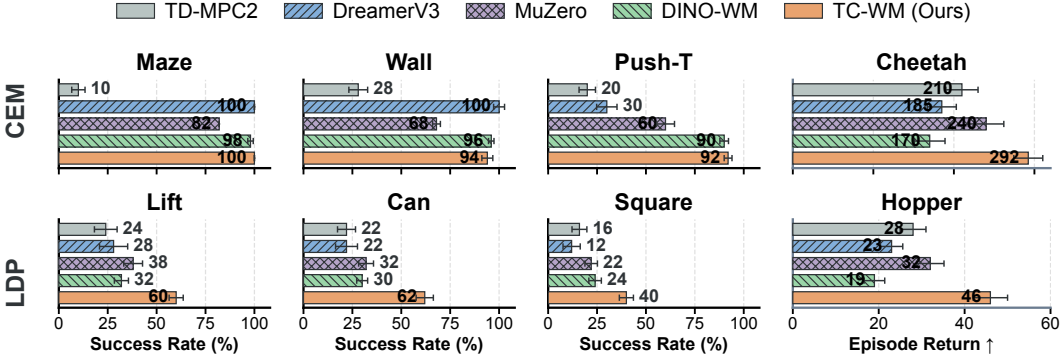 TD-MPC2 DreamerV3 MuZero DINO-WM TC-WM (Ours)
Maze Wall Push-T Cheetah
CEM
10 28 20 210
100 100 30 185
82 68 60 240
98 96 90 170
100 94 92 292
Lift Can Square Hopper
LDP
24 22 16 28
28 22 12 23
38 32 22 32
32 30 24 19
60 62 40 46
0 25 50 75 100 0 25 50 75 100 0 25 50 75 100 0 20 40 60
Success Rate (%) Success Rate (%) Success Rate (%) Episode Return ↑